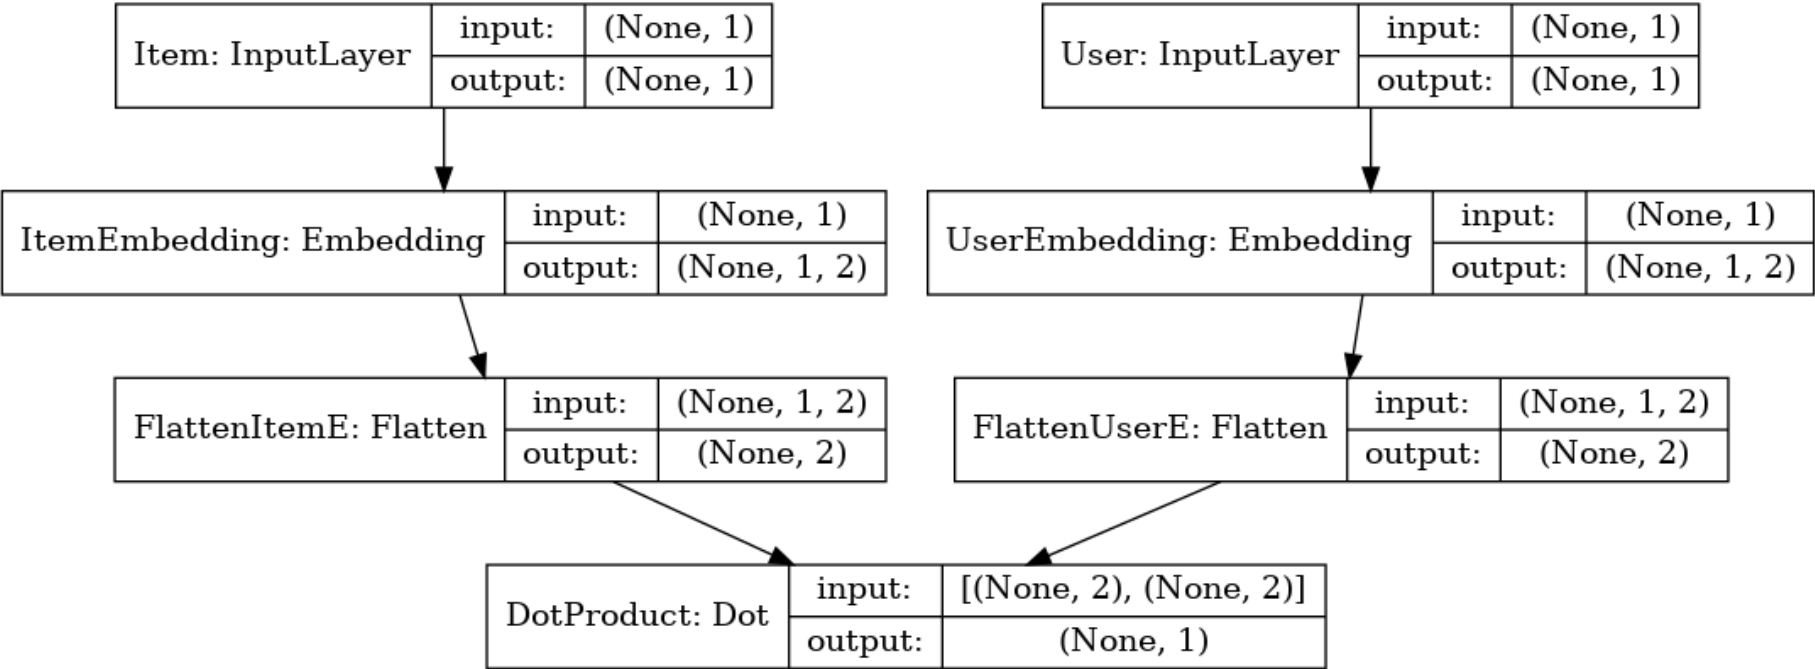 Item: InputLayer
input:
(None, 1)
output:
(None, 1)
User: InputLayer
input:
(None, 1)
output:
(None, 1)
ItemEmbedding: Embedding
input:
(None, 1)
output:
(None, 1, 2)
UserEmbedding: Embedding
input:
(None, 1)
output:
(None, 1, 2)
FlattenItemE: Flatten
input:
(None, 1, 2)
output:
(None, 2)
FlattenUserE: Flatten
input:
(None, 1, 2)
output:
(None, 2)
DotProduct: Dot
input:
[(None, 2), (None, 2)]
output:
(None, 1)